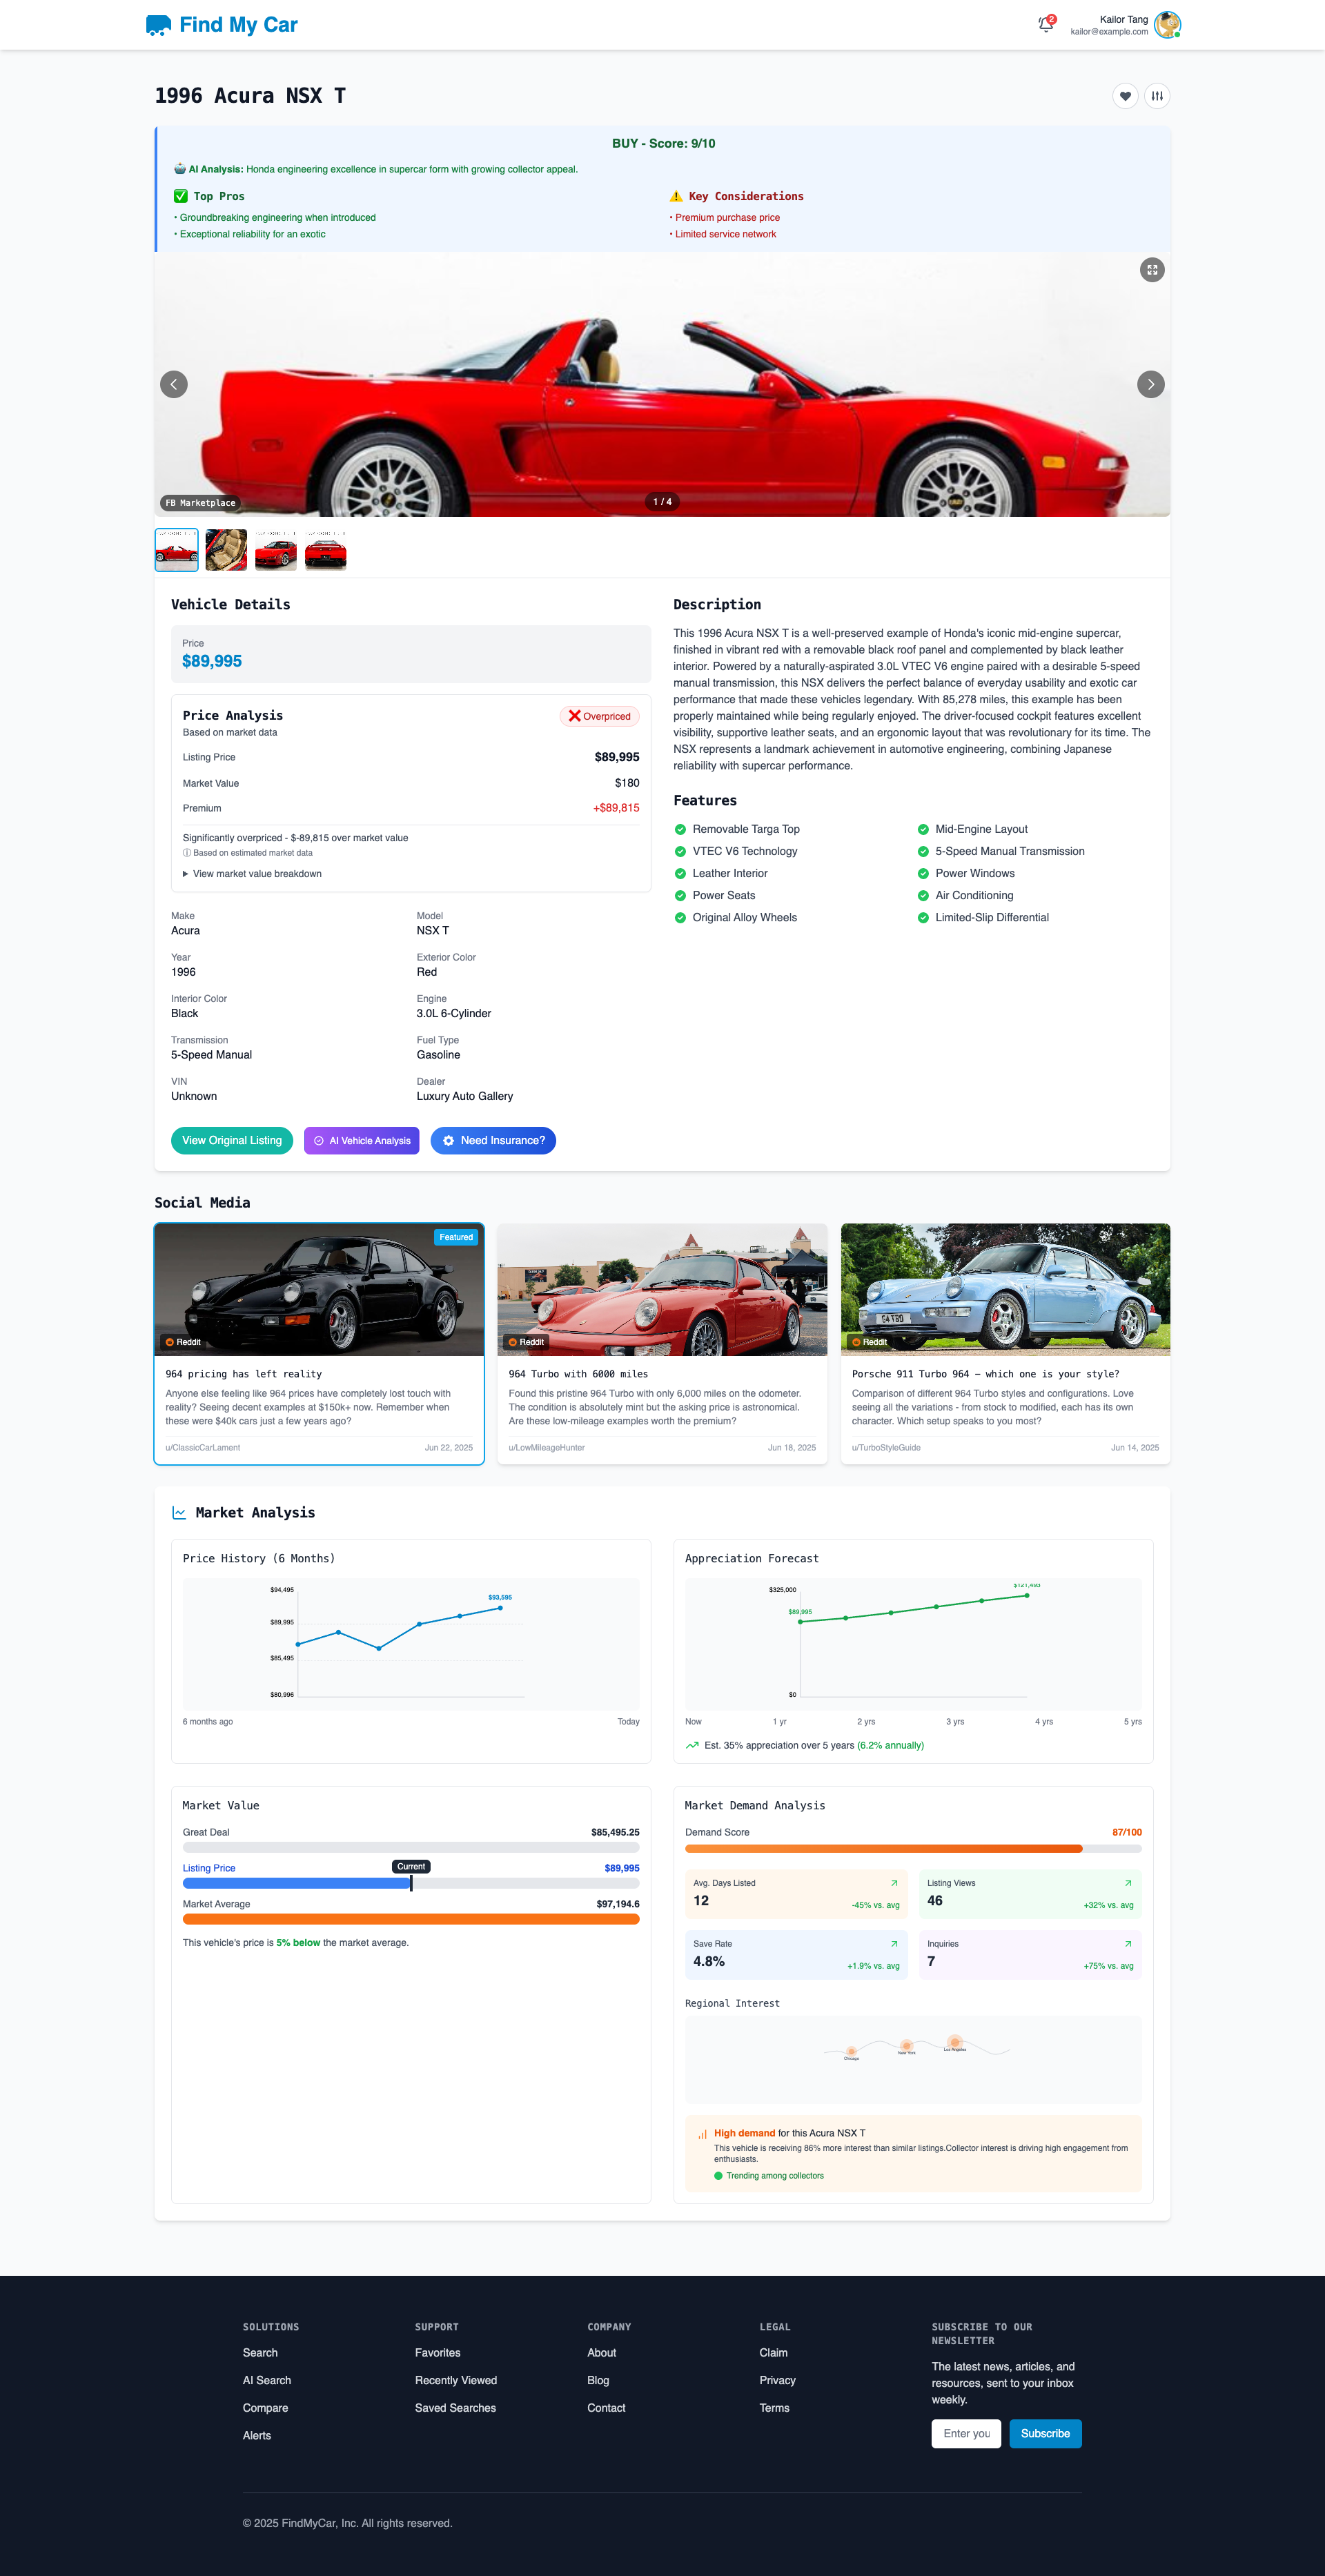 Find My Car
2
Kailor Tang
kailor@example.com
1996 Acura NSX T
BUY - Score: 9/10
AI Analysis: Honda engineering excellence in supercar form with growing collector appeal.
Top Pros
• Groundbreaking engineering when introduced
• Exceptional reliability for an exotic
Key Considerations
• Premium purchase price
• Limited service network
FB Marketplace
1 / 4
Vehicle Details
Price
$89,995
Price Analysis
Overpriced
Based on market data
Listing Price
$89,995
Market Value
$180
Premium
+$89,815
Significantly overpriced - $-89,815 over market value
Based on estimated market data
View market value breakdown
Make
Acura
Model
NSX T
Year
1996
Exterior Color
Red
Interior Color
Black
Engine
3.0L 6-Cylinder
Transmission
5-Speed Manual
Fuel Type
Gasoline
VIN
Unknown
Dealer
Luxury Auto Gallery
View Original Listing
AI Vehicle Analysis
Need Insurance?
Description
This 1996 Acura NSX T is a well-preserved example of Honda's iconic mid-engine supercar,
finished in vibrant red with a removable black roof panel and complemented by black leather
interior. Powered by a naturally-aspirated 3.0L VTEC V6 engine paired with a desirable 5-speed
manual transmission, this NSX delivers the perfect balance of everyday usability and exotic car
performance that made these vehicles legendary. With 85,278 miles, this example has been
properly maintained while being regularly enjoyed. The driver-focused cockpit features excellent
visibility, supportive leather seats, and an ergonomic layout that was revolutionary for its time. The
NSX represents a landmark achievement in automotive engineering, combining Japanese
reliability with supercar performance.
Features
Removable Targa Top
Mid-Engine Layout
VTEC V6 Technology
5-Speed Manual Transmission
Leather Interior
Power Windows
Power Seats
Air Conditioning
Original Alloy Wheels
Limited-Slip Differential
Social Media
Featured
Reddit
964 pricing has left reality
Anyone else feeling like 964 prices have completely lost touch with
reality? Seeing decent examples at $150k+ now. Remember when
these were $40k cars just a few years ago?
u/ClassicCarLament
Jun 22, 2025
Reddit
964 Turbo with 6000 miles
Found this pristine 964 Turbo with only 6,000 miles on the odometer.
The condition is absolutely mint but the asking price is astronomical.
Are these low-mileage examples worth the premium?
u/LowMileageHunter
Jun 18, 2025
Reddit
Porsche 911 Turbo 964 – which one is your style?
Comparison of different 964 Turbo styles and configurations. Love
seeing all the variations - from stock to modified, each has its own
character. Which setup speaks to you most?
u/TurboStyleGuide
Jun 14, 2025
Market Analysis
Price History (6 Months)
$94,495
$93,595
$89,995
$85,495
$80,996
6 months ago
Today
Appreciation Forecast
$325,000
$121,493
$89,995
$0
Now
1 yr
2 yrs
3 yrs
4 yrs
5 yrs
Est. 35% appreciation over 5 years (6.2% annually)
Market Value
Great Deal
$85,495.25
Listing Price
Current
$89,995
Market Average
$97,194.6
This vehicle's price is 5% below the market average.
Market Demand Analysis
Demand Score
87/100
Avg. Days Listed
12
-45% vs. avg
Listing Views
46
+32% vs. avg
Save Rate
4.8%
+1.9% vs. avg
Inquiries
7
+75% vs. avg
Regional Interest
Chicago
New York
Los Angeles
High demand for this Acura NSX T
This vehicle is receiving 86% more interest than similar listings.Collector interest is driving high engagement from
enthusiasts.
Trending among collectors
SOLUTIONS
Search
AI Search
Compare
Alerts
SUPPORT
Favorites
Recently Viewed
Saved Searches
COMPANY
About
Blog
Contact
LEGAL
Claim
Privacy
Terms
SUBSCRIBE TO OUR
NEWSLETTER
The latest news, articles, and
resources, sent to your inbox
weekly.
Enter you
Subscribe
© 2025 FindMyCar, Inc. All rights reserved.